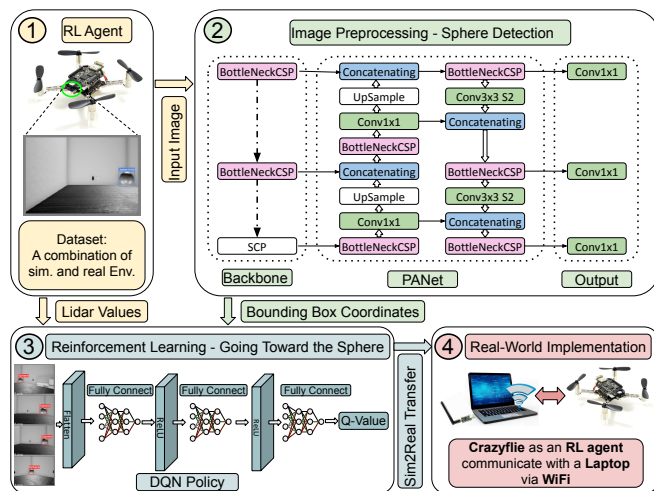 1
RL Agent
Dataset:
A combination of
sim. and real Env.
Input Image
2
Image Preprocessing - Sphere Detection
BottleNeckCSP
Concatenating
BottleNeckCSP
Conv1x1
UpSample
Conv3x3 S2
Conv1x1
Concatenating
BottleNeckCSP
BottleNeckCSP
Concatenating
BottleNeckCSP
Conv1x1
UpSample
Conv3x3 S2
Conv1x1
Concatenating
SCP
BottleNeckCSP
BottleNeckCSP
Conv1x1
Backbone
PANet
Output
Lidar Values
Bounding Box Coordinates
3
Reinforcement Learning - Going Toward the Sphere
Flatten
Fully Connect
ReLU
Fully Connect
ReLU
Fully Connect
Q-Value
DQN Policy
Sim2Real Transfer
4
Real-World Implementation
Crazyflie as an RL agent
communicate with a Laptop
via WiFi